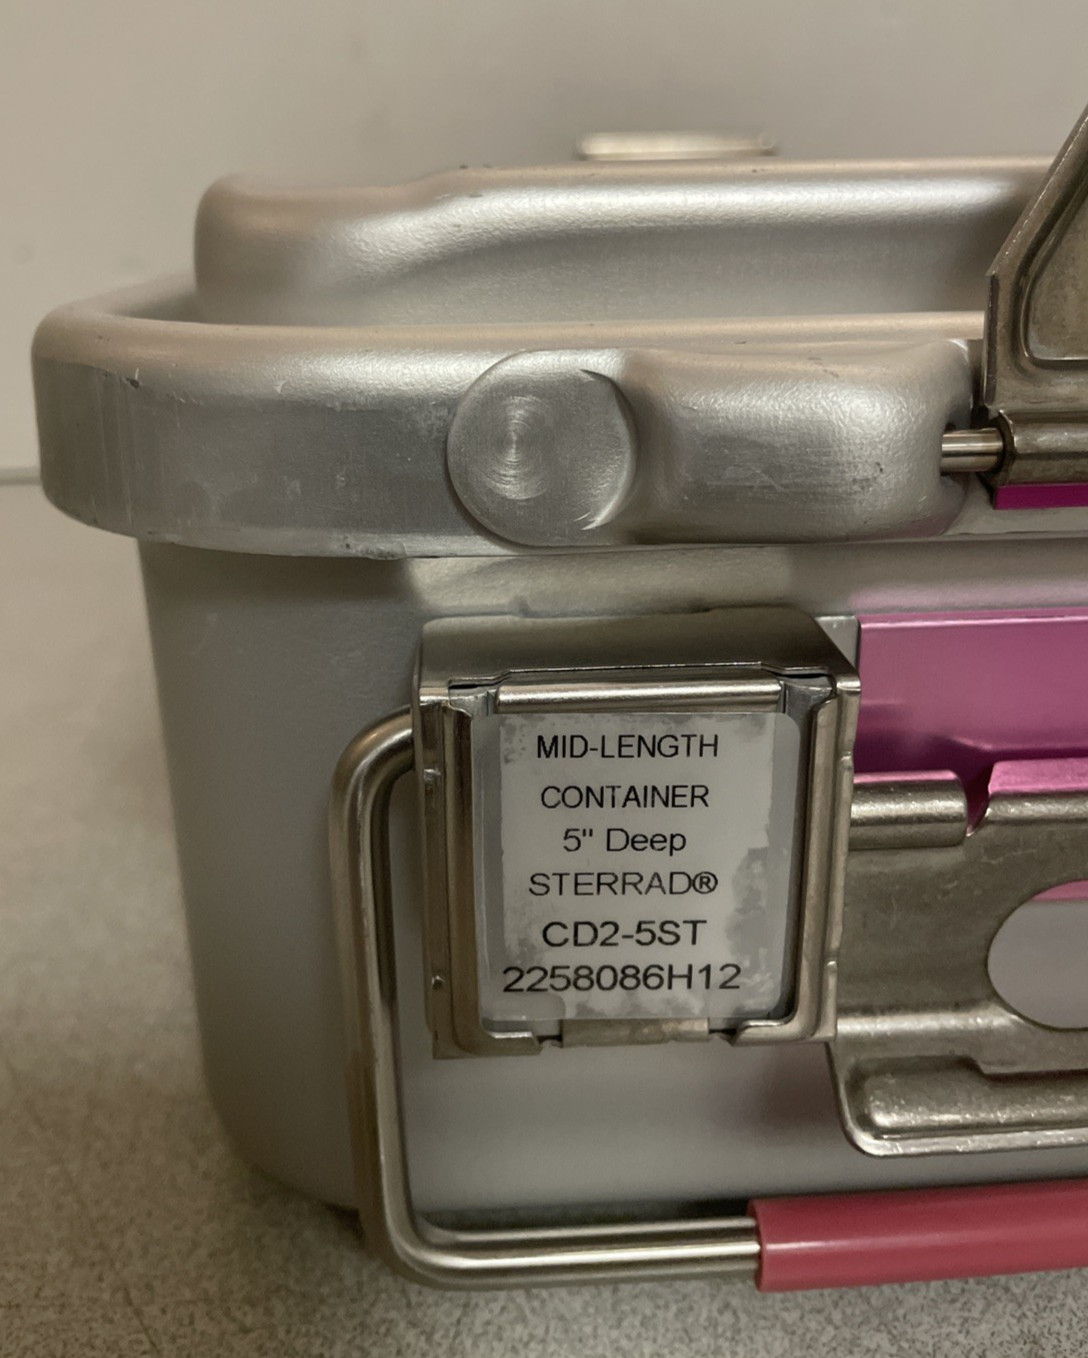 MID-LENGTH
CONTAINER
5" Deep
STERRAD®
CD2-5ST
2258086H12